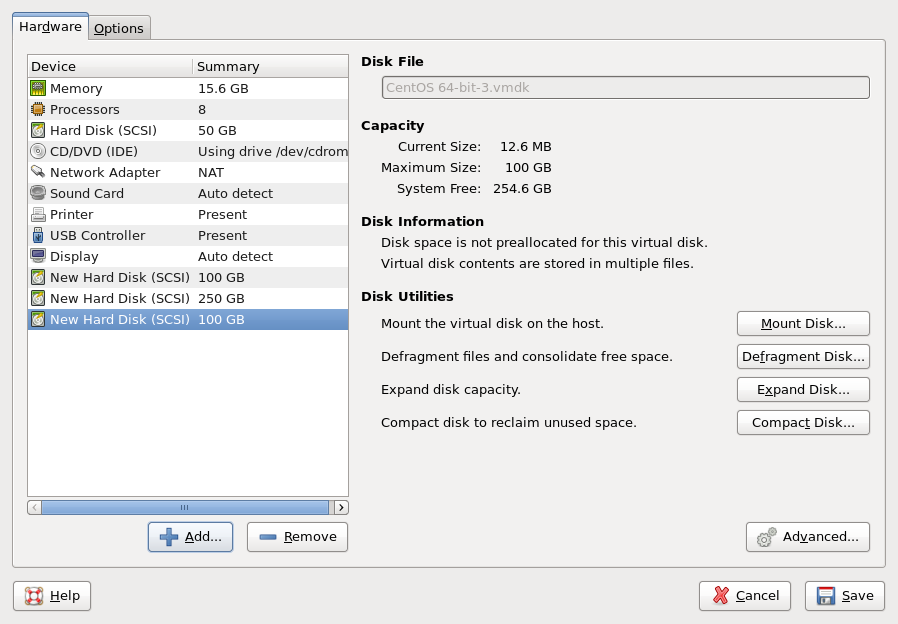 Hardware
Options
Device Summary
Memory 15.6 GB
Processors 8
Hard Disk (SCSI) 50 GB
CD/DVD (IDE) Using drive /dev/cdrom
Network Adapter NAT
Sound Card Auto detect
Printer Present
USB Controller Present
Display Auto detect
New Hard Disk (SCSI) 100 GB
New Hard Disk (SCSI) 250 GB
New Hard Disk (SCSI) 100 GB
Add... Remove
Disk File
CentOS 64-bit-3.vmdk
Capacity
Current Size: 12.6 MB
Maximum Size: 100 GB
System Free: 254.6 GB
Disk Information
Disk space is not preallocated for this virtual disk.
Virtual disk contents are stored in multiple files.
Disk Utilities
Mount the virtual disk on the host. Mount Disk...
Defragment files and consolidate free space. Defragment Disk...
Expand disk capacity. Expand Disk...
Compact disk to reclaim unused space. Compact Disk...
Advanced...
Help Cancel Save